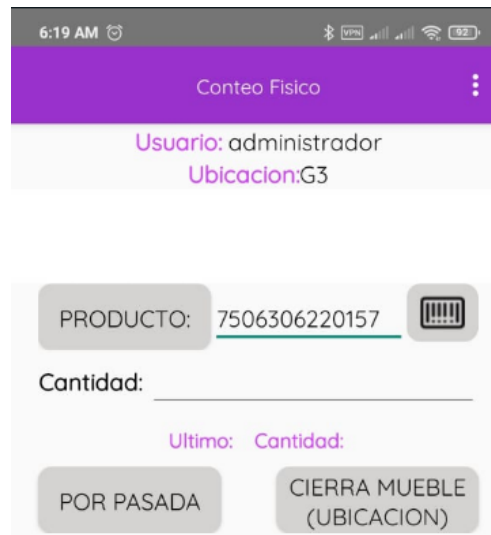 6:19 AM
VPN 92
Conteo Fisico
Usuario: administrador
Ubicacion:G3
PRODUCTO: 7506306220157
Cantidad:
Ultimo: Cantidad:
POR PASADA
CIERRA MUEBLE
(UBICACION)